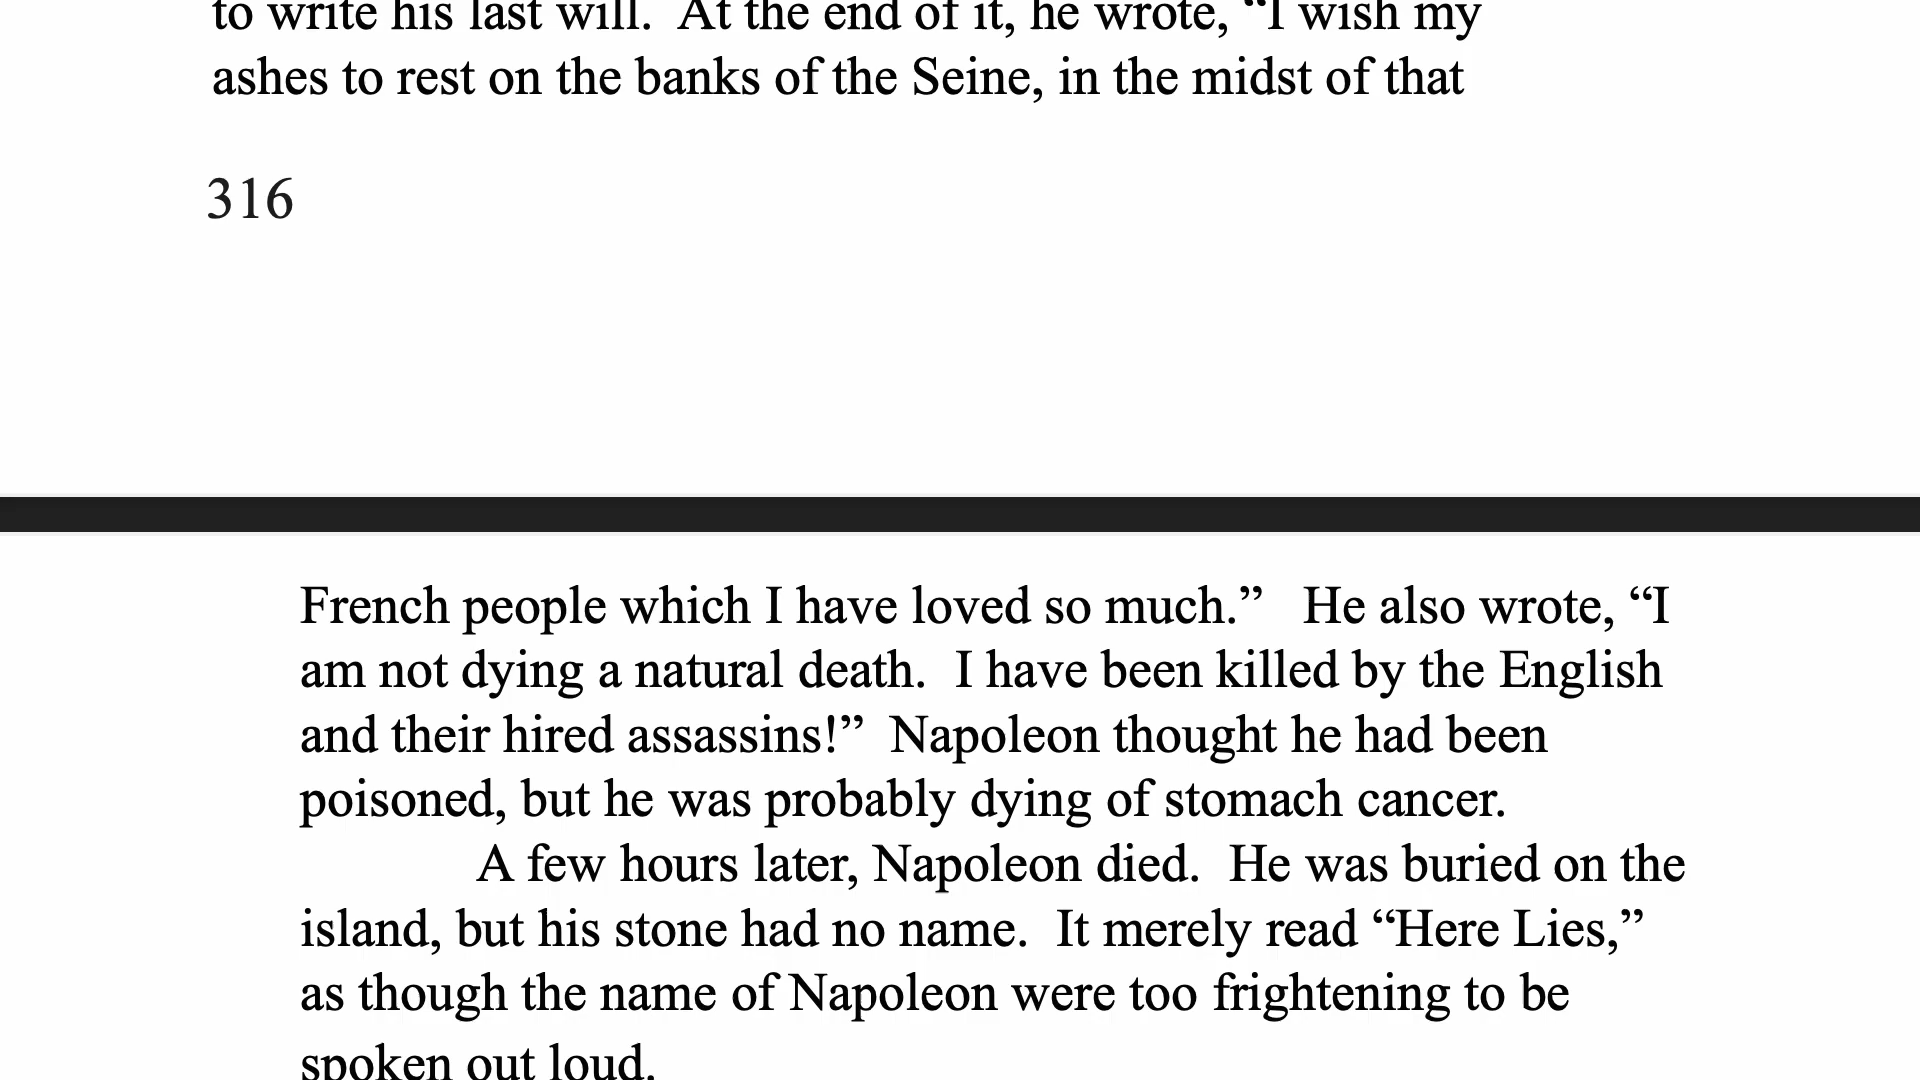 to write his last will.  At the end of it, he wrote, “I wish my
ashes to rest on the banks of the Seine, in the midst of that
316
French people which I have loved so much.”   He also wrote, “I
am not dying a natural death.  I have been killed by the English
and their hired assassins!”  Napoleon thought he had been
poisoned, but he was probably dying of stomach cancer.
A few hours later, Napoleon died.  He was buried on the
island, but his stone had no name.  It merely read “Here Lies,”
as though the name of Napoleon were too frightening to be
spoken out loud.